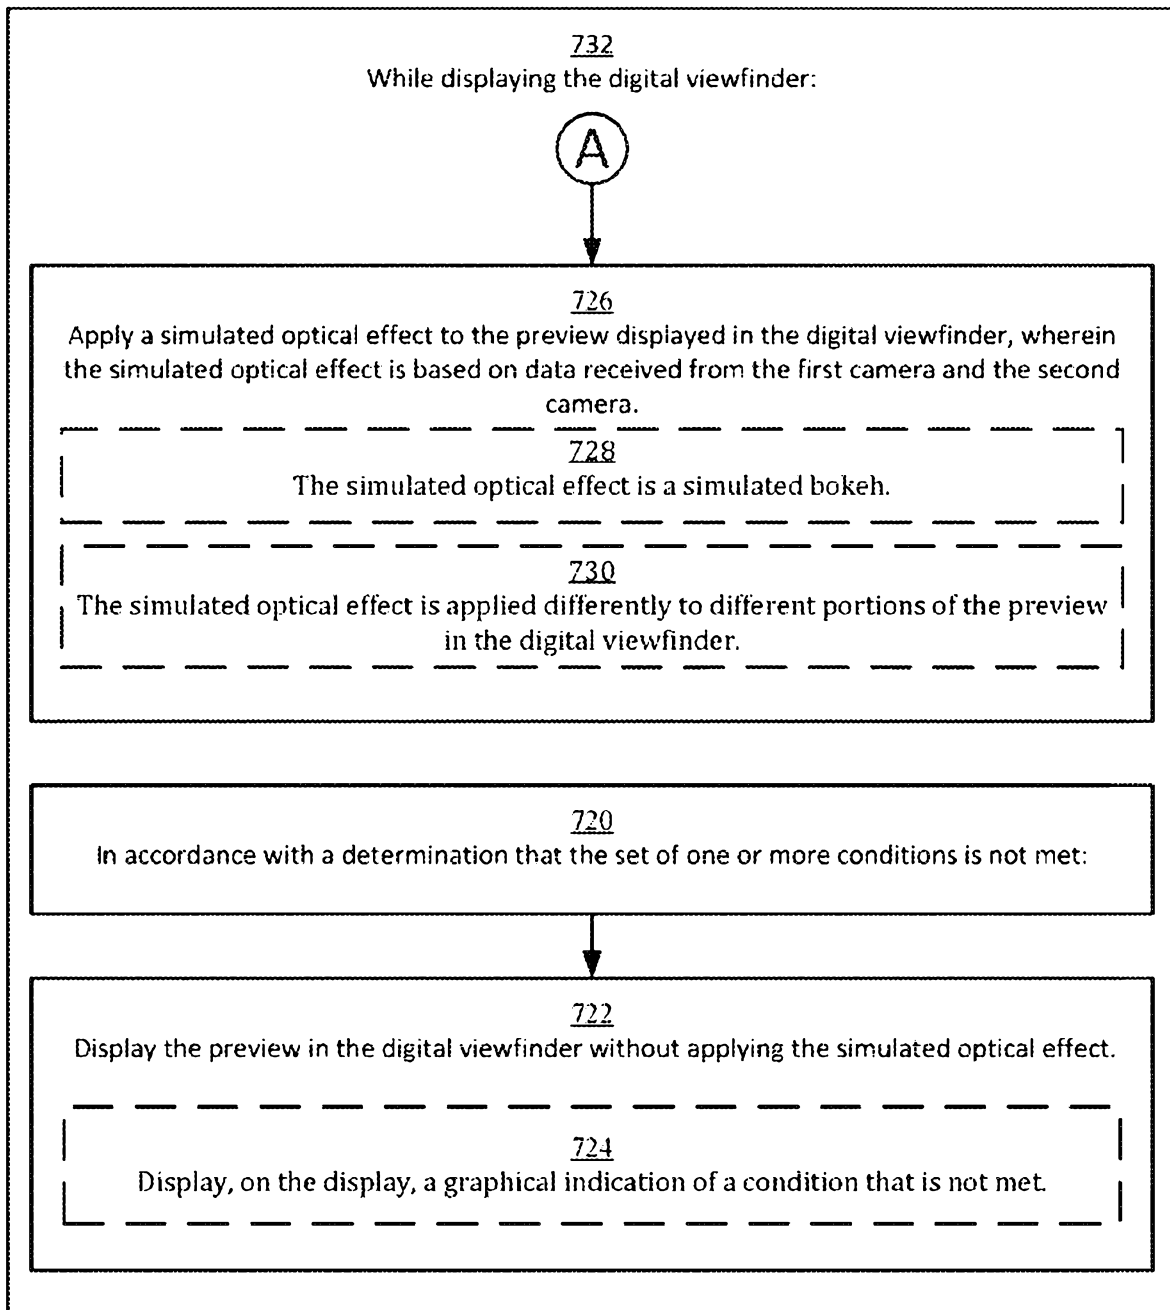 732
While displaying the digital viewfinder:
A
726
Apply a simulated optical effect to the preview displayed in the digital viewfinder, wherein
the simulated optical effect is based on data received from the first camera and the second
camera.
728
The simulated optical effect is a simulated bokeh.
730
The simulated optical effect is applied differently to different portions of the preview
in the digital viewfinder.
720
In accordance with a determination that the set of one or more conditions is not met:
722
Display the preview in the digital viewfinder without applying the simulated optical effect.
724
Display, on the display, a graphical indication of a condition that is not met.